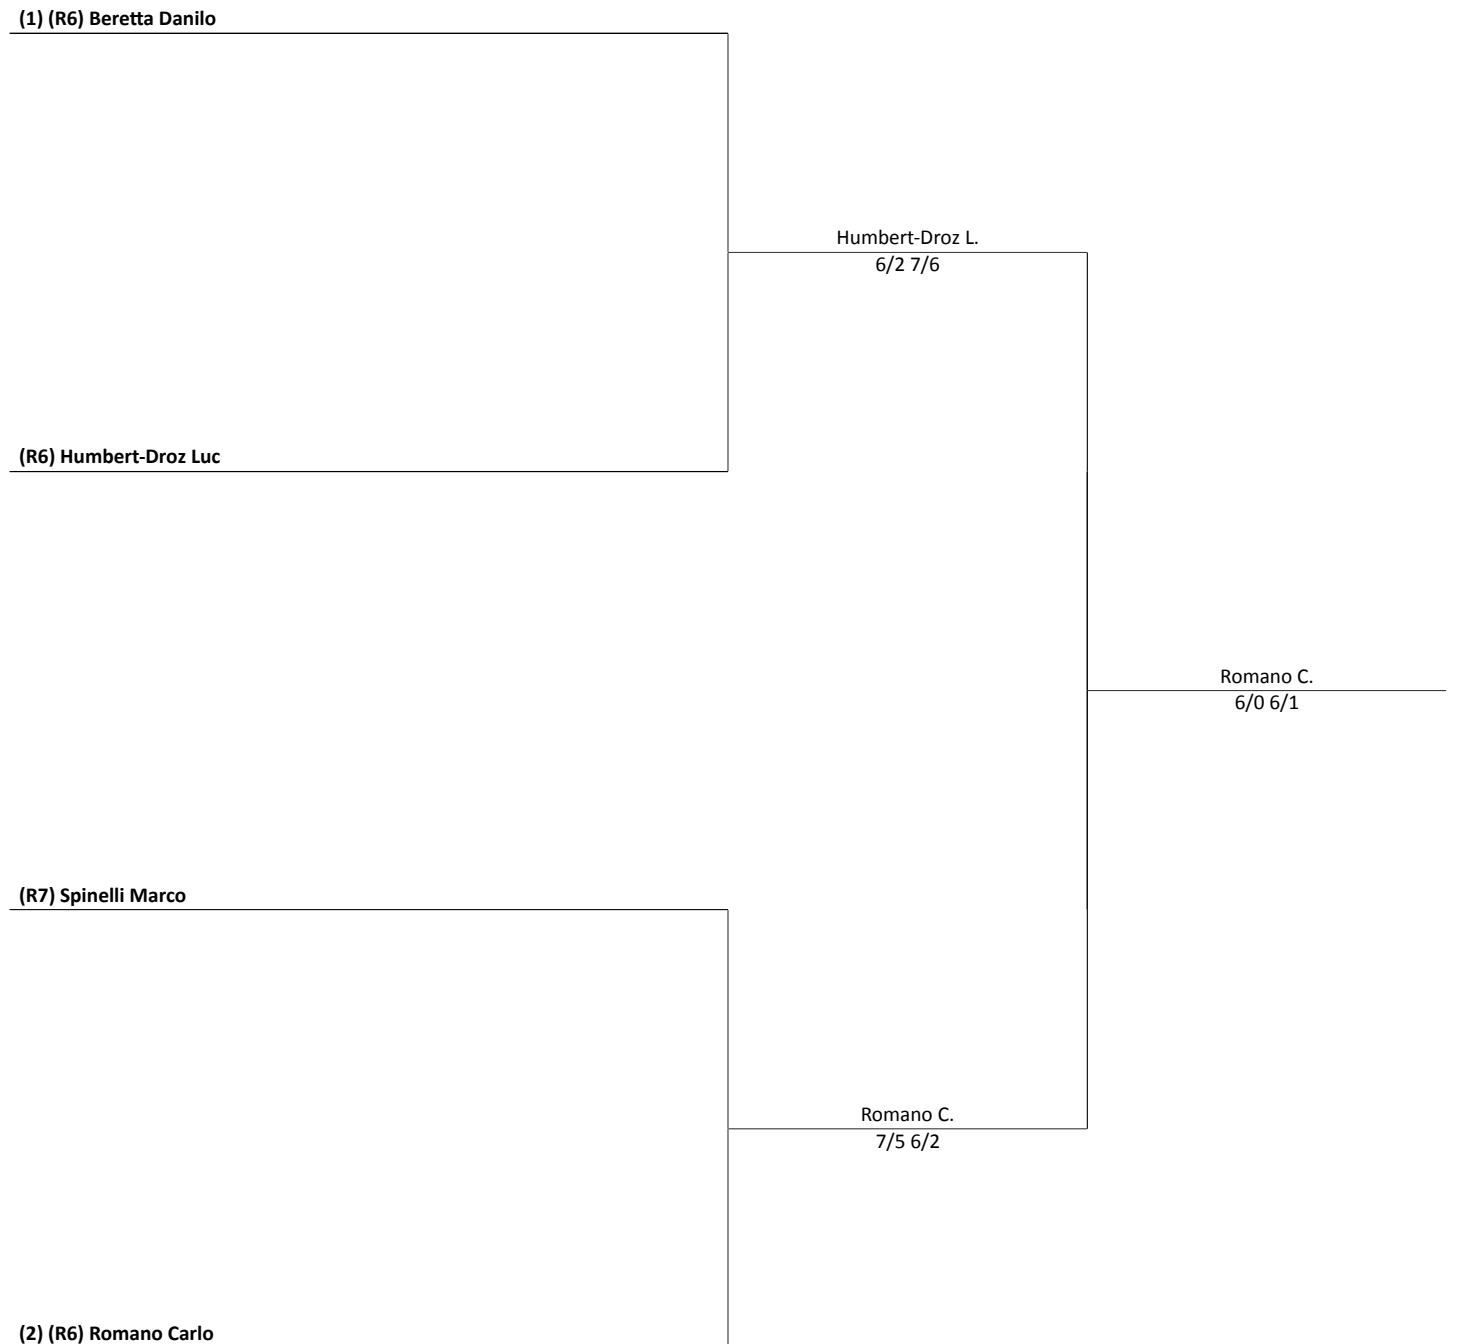 (1) (R6) Beretta Danilo
Humbert-Droz L.
6/2 7/6
(R6) Humbert-Droz Luc
Romano C.
6/0 6/1
(R7) Spinelli Marco
Romano C.
7/5 6/2
(2) (R6) Romano Carlo